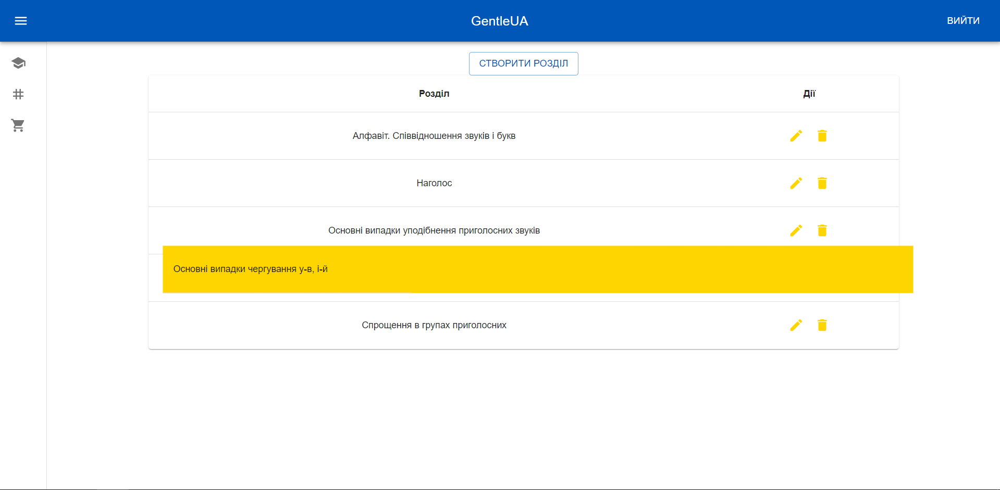 GentleUA
ВИЙТИ
СТВОРИТИ РОЗДІЛ
Розділ Дії
Алфавіт. Співвідношення звуків і букв
Наголос
Основні випадки уподібнення приголосних звуків
Основні випадки чергування у-в, і-й
Спрощення в групах приголосних